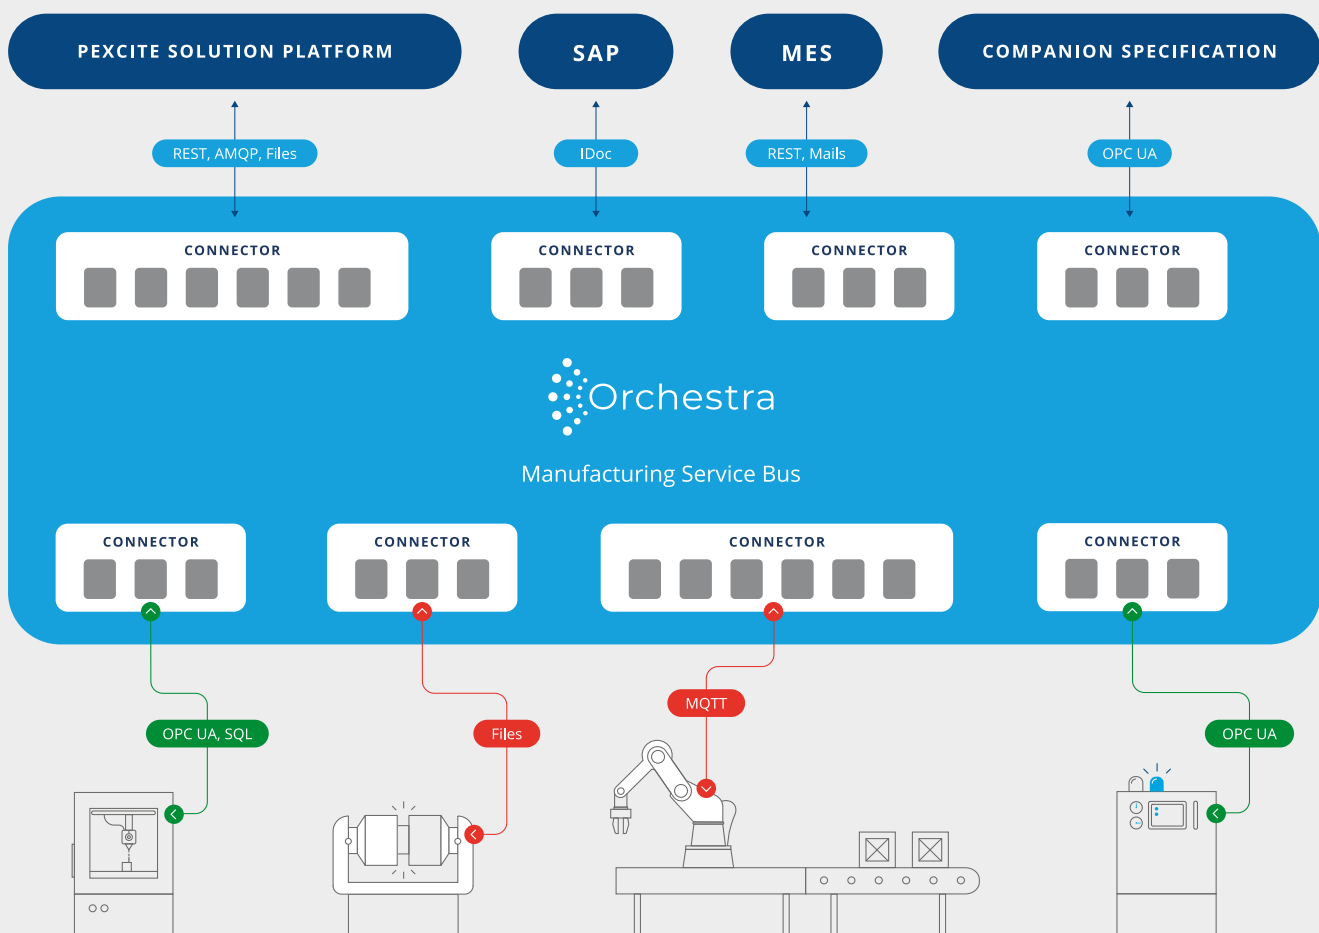 PEXCITE SOLUTION PLATFORM
SAP
MES
COMPANION SPECIFICATION
REST, AMQP, Files
IDoc
REST, Mails
OPC UA
CONNECTOR
CONNECTOR
CONNECTOR
CONNECTOR
Orchestra
Manufacturing Service Bus
CONNECTOR
CONNECTOR
CONNECTOR
CONNECTOR
MQTT
OPC UA, SQL
Files
OPC UA